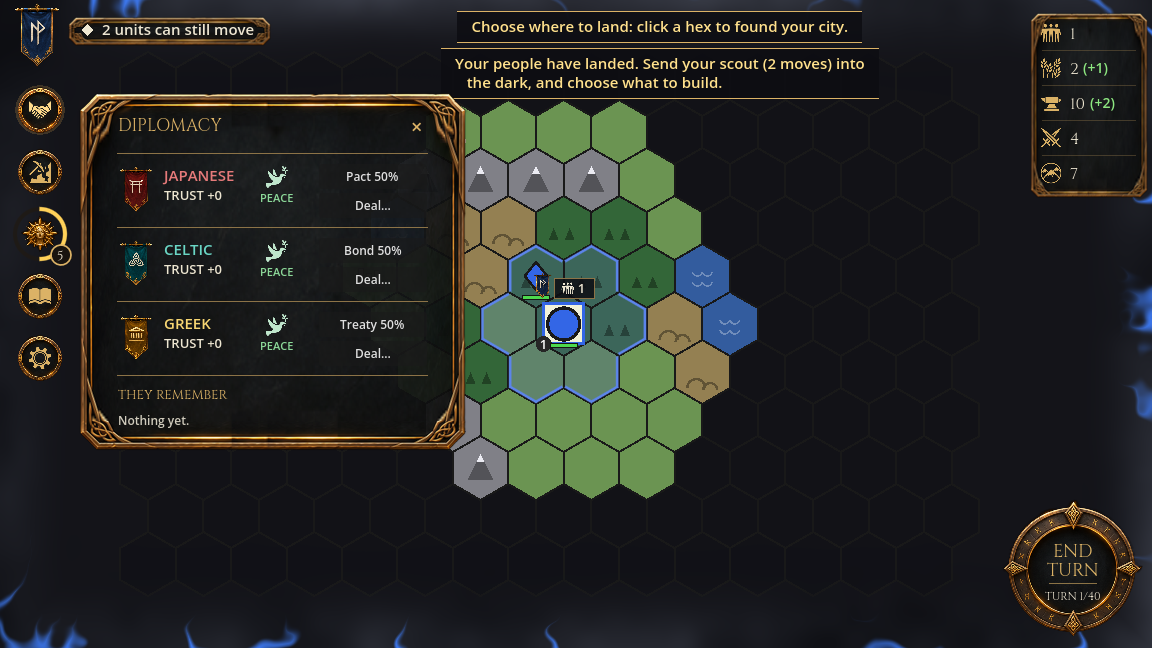 2 units can still move
Choose where to land: click a hex to found your city.
Your people have landed. Send your scout (2 moves) into
the dark, and choose what to build.
1
2 (+1)
10 (+2)
4
7
DIPLOMACY
×
JAPANESE
TRUST +0
PEACE
Pact 50%
Deal...
CELTIC
TRUST +0
PEACE
Bond 50%
Deal...
GREEK
TRUST +0
PEACE
Treaty 50%
Deal...
THEY REMEMBER
Nothing yet.
5
1
1
END
TURN
TURN 1/40